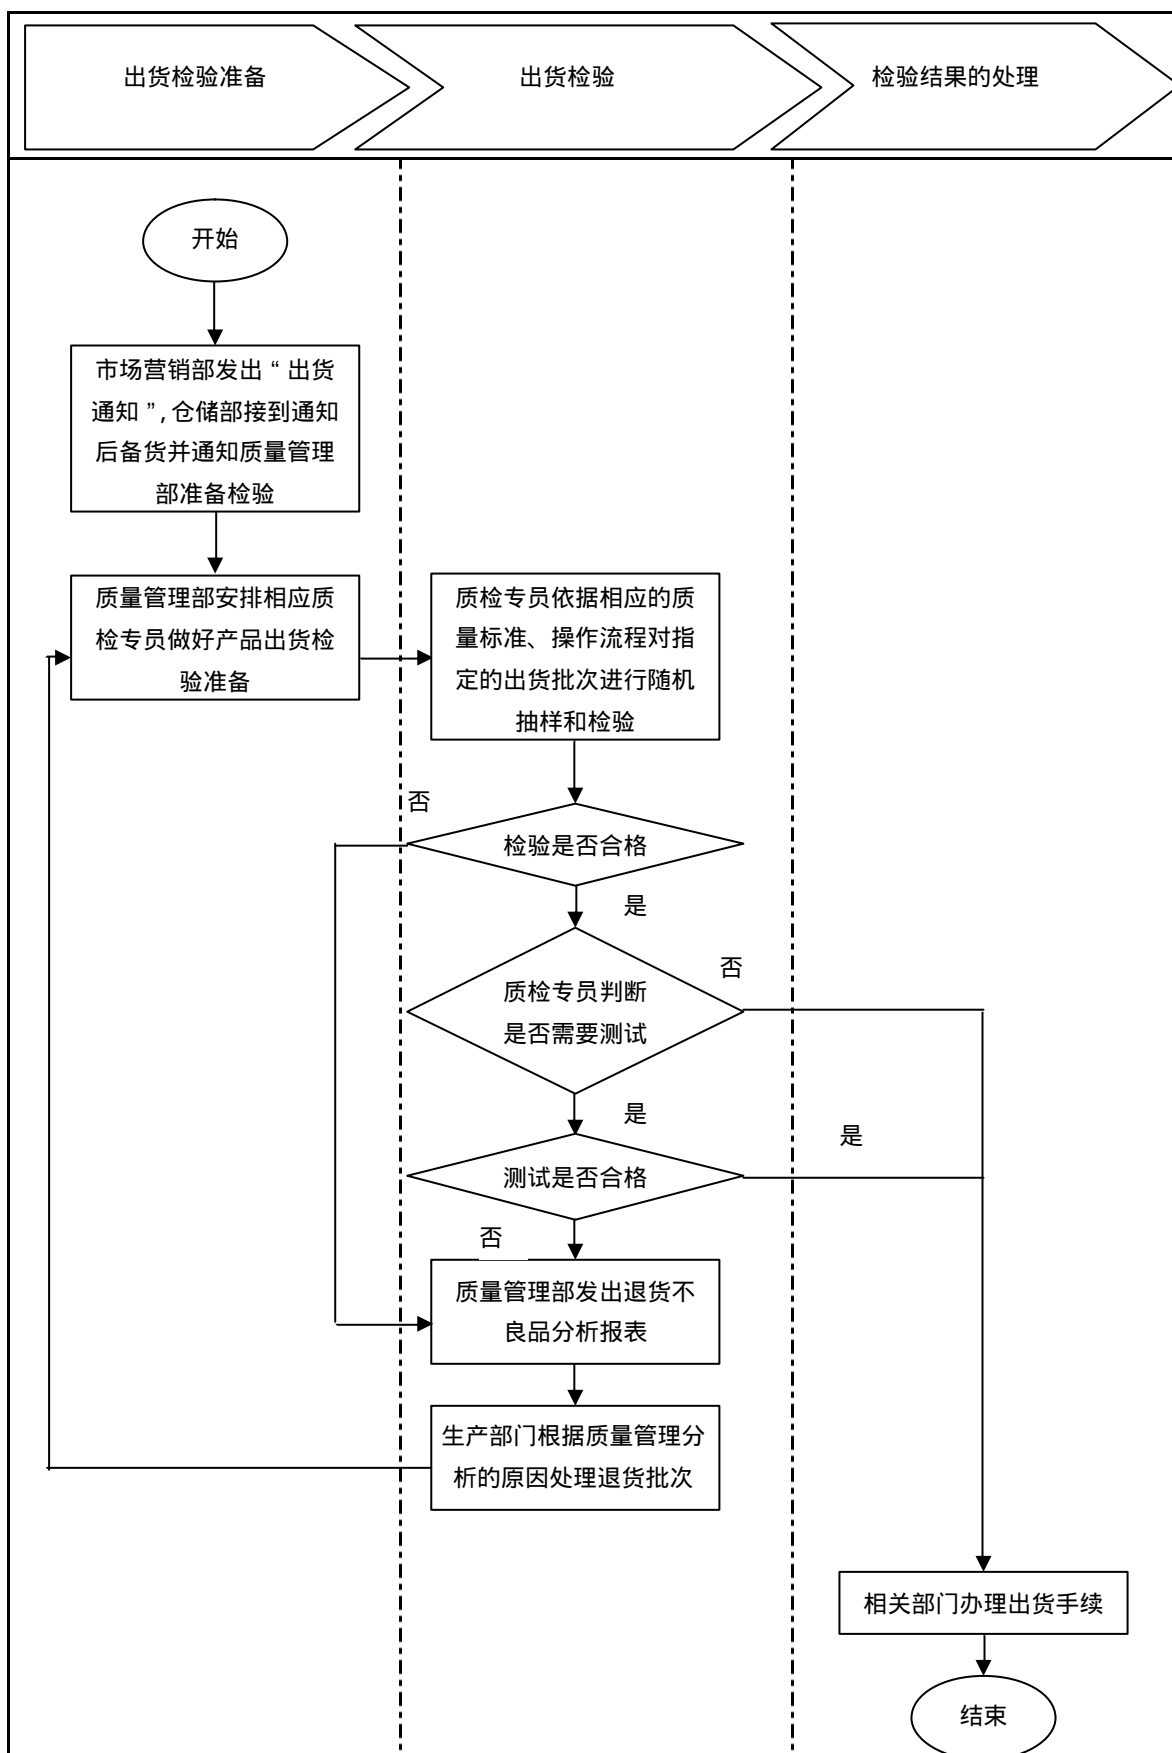 出货检验准备
出货检验
检验结果的处理
开始
市场营销部发出“出货
通知”,仓储部接到通知
后备货并通知质量管理
部准备检验
质量管理部安排相应质
检专员做好产品出货检
验准备
质检专员依据相应的质
量标准、操作流程对指
定的出货批次进行随机
抽样和检验
否
检验是否合格
是
否
质检专员判断
是否需要测试
是
是
测试是否合格
否
质量管理部发出退货不
良品分析报表
生产部门根据质量管理分
析的原因处理退货批次
相关部门办理出货手续
结束